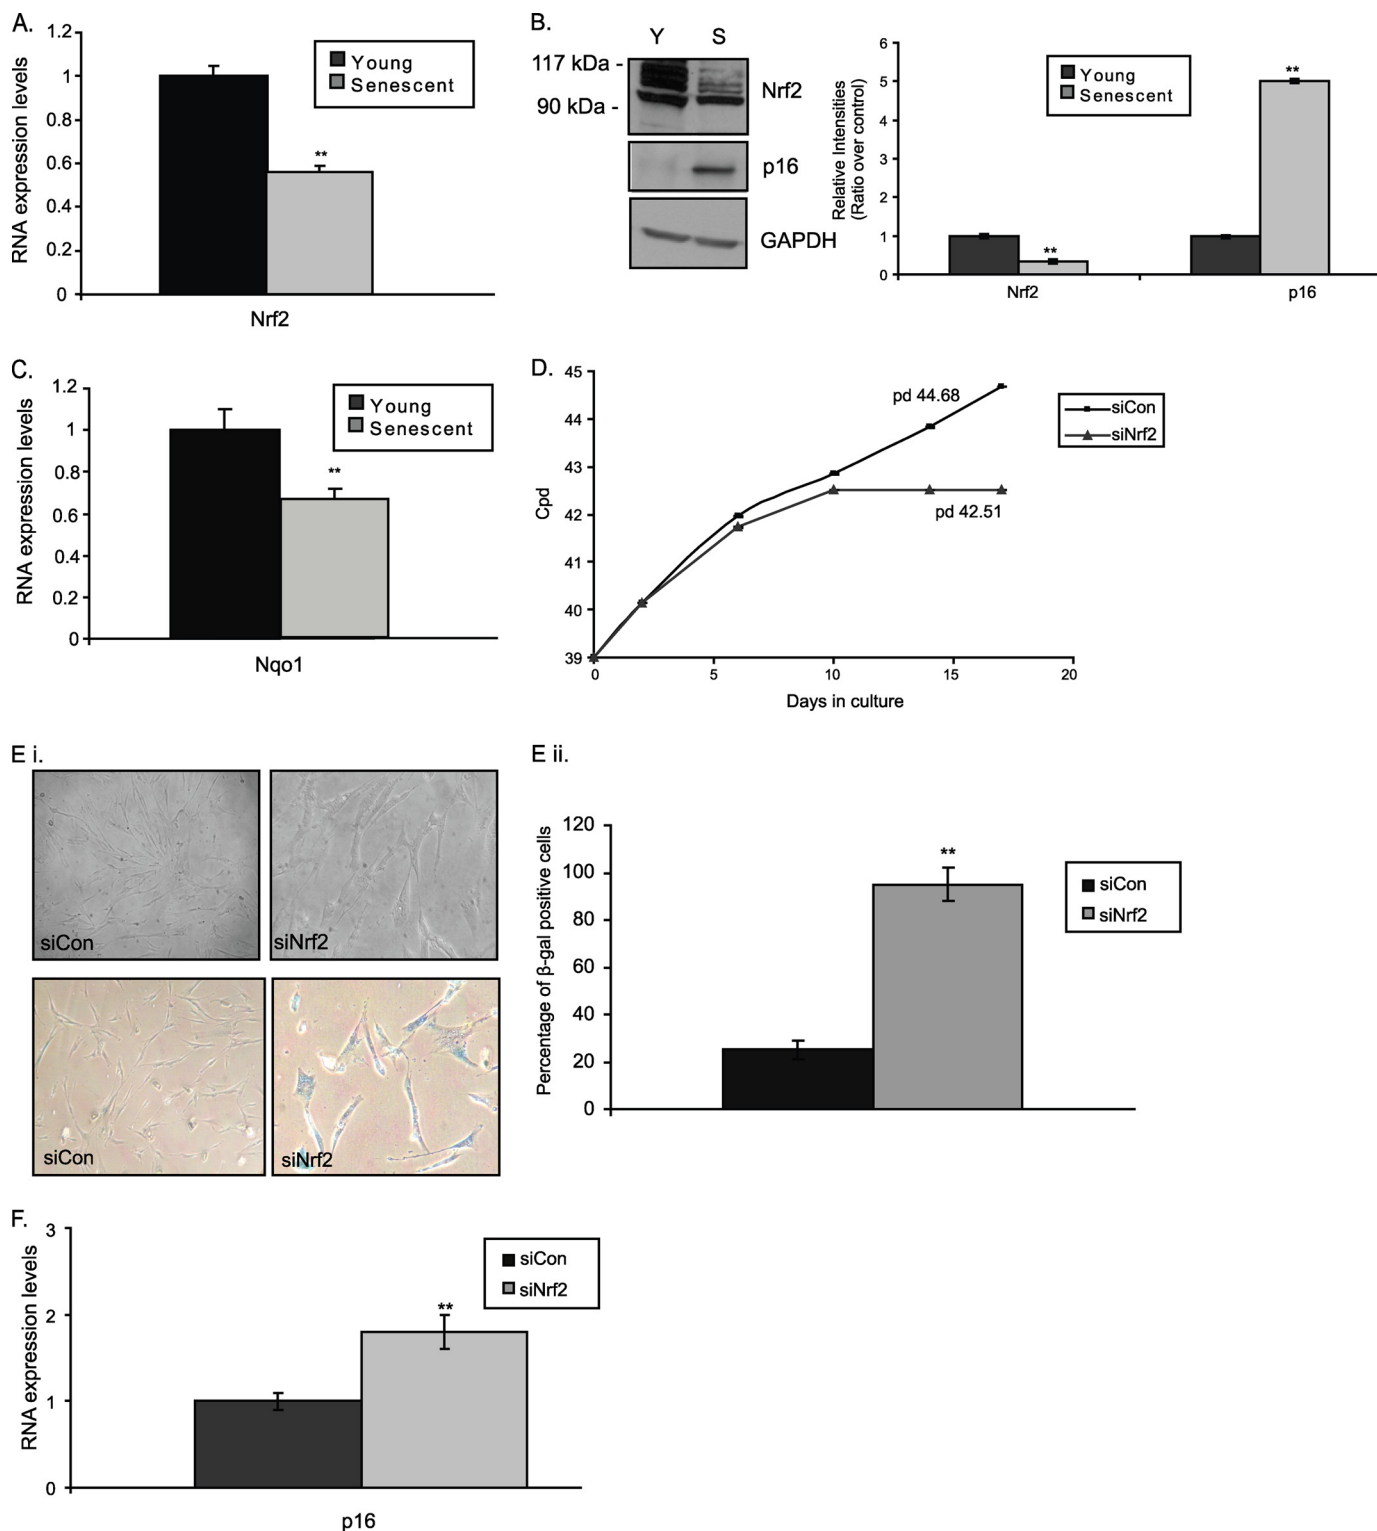 A.
1.2
1
0.8
0.6
0.4
0.2
0
RNA expression levels
Young
Senescent
**
Nrf2
B.
Y S
117 kDa -
90 kDa -
Nrf2
p16
GAPDH
6
5
4
3
2
1
0
Relative Intensities
(Ratio over control)
Young
Senescent
**
**
Nrf2 p16
C.
1.2
1
0.8
0.6
0.4
0.2
0
RNA expression levels
Young
Senescent
**
Nqo1
D.
45
44
43
42
41
40
39
Cpd
pd 44.68
pd 42.51
siCon
siNrf2
0 5 10 15 20
Days in culture
E i.
siCon
siNrf2
siCon
siNrf2
E ii.
120
100
80
60
40
20
0
Percentage of β-gal positive cells
**
siCon
siNrf2
F.
3
2
1
0
RNA expression levels
siCon
siNrf2
**
p16